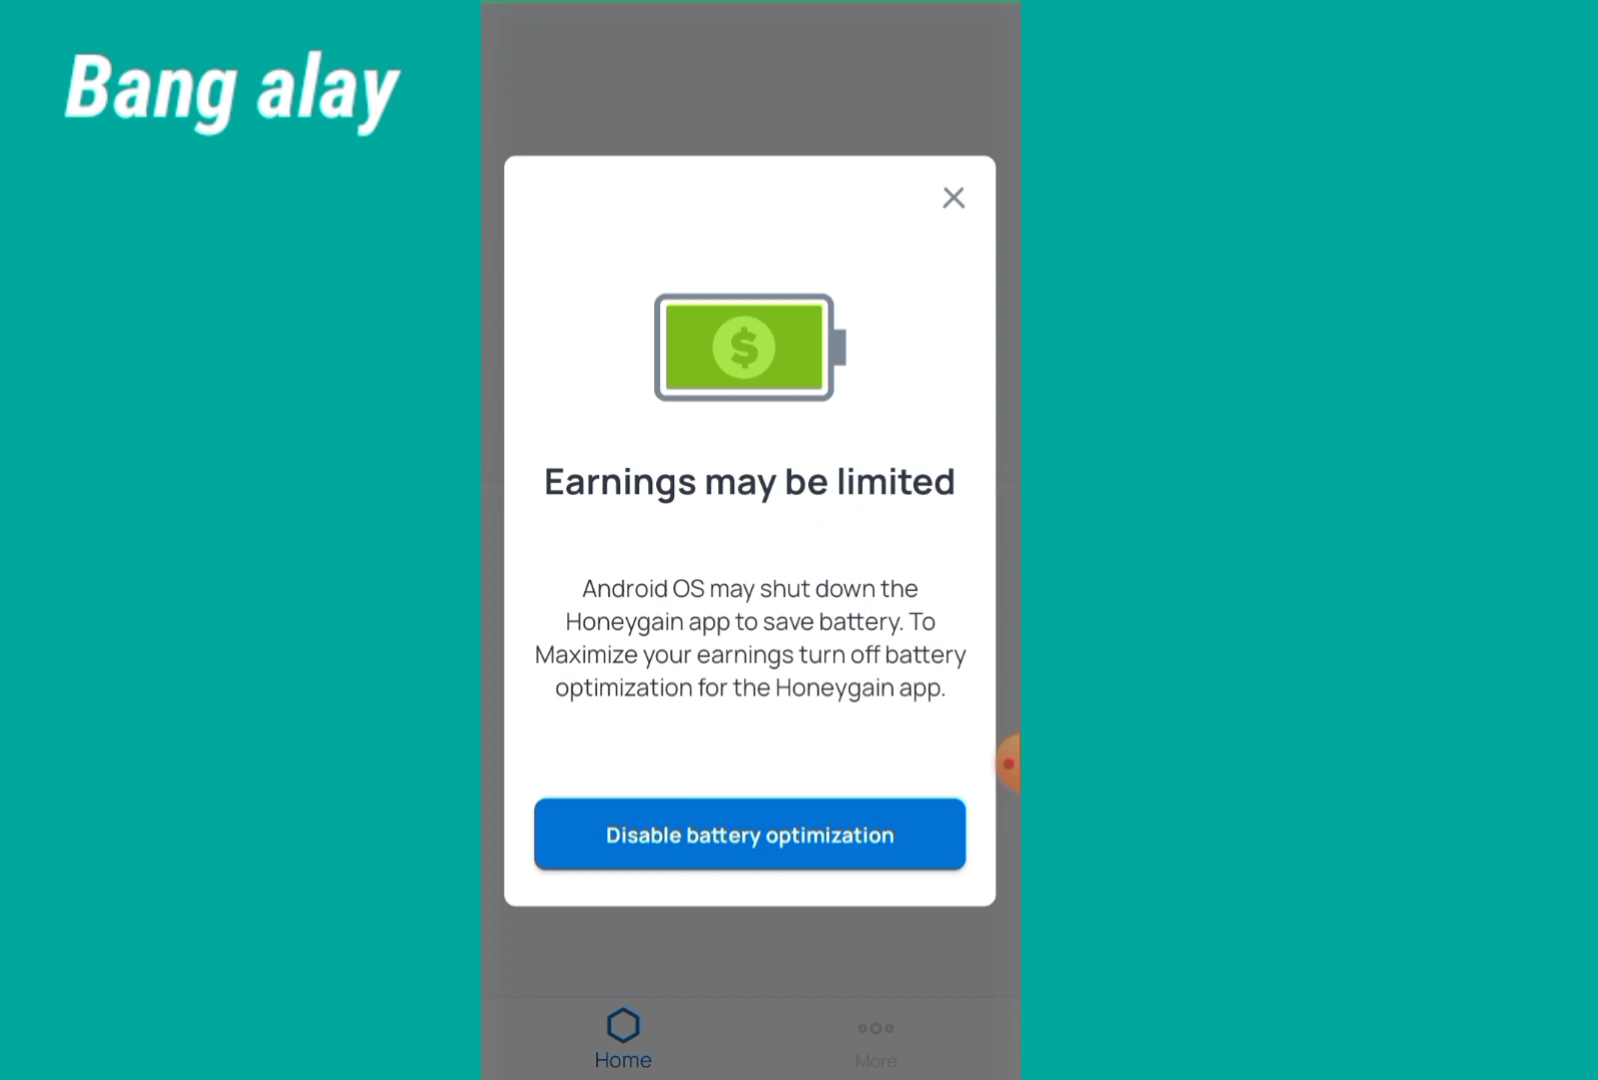 Bang alay
$
Earnings may be limited
Android OS may shut down the
Honeygain app to save battery. To
Maximize your earnings turn off battery
optimization for the Honeygain app.
Disable battery optimization
Home
More